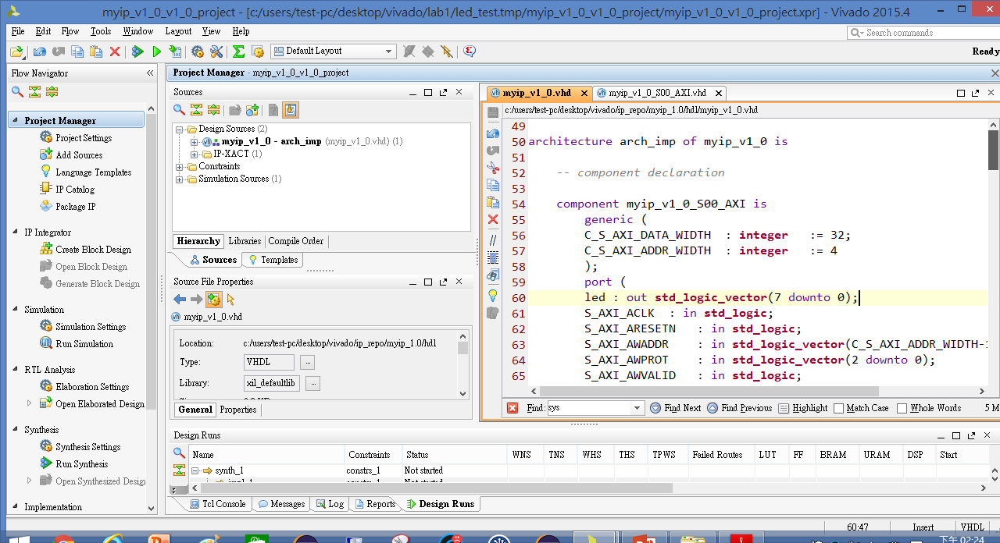 myip_v1_0_v1_0_project - [c:/users/test-pc/desktop/vivado/lab1/led_test.tmp/myip_v1_0_v1_0_project/myip_v1_0_v1_0_project.xpr] - Vivado 2015.4
File Edit Flow Tools Window Layout View Help
Search commands
Default Layout
Ready
Flow Navigator
Project Manager
Project Settings
Add Sources
Language Templates
IP Catalog
Package IP
IP Integrator
Create Block Design
Open Block Design
Generate Block Design
Simulation
Simulation Settings
Run Simulation
RTL Analysis
Elaboration Settings
Open Elaborated Design
Synthesis
Synthesis Settings
Run Synthesis
Open Synthesized Design
Implementation
Project Manager - myip_v1_0_v1_0_project
Sources
Design Sources (2)
myip_v1_0 - arch_imp (myip_v1_0.vhd) (1)
IP-XACT (1)
Constraints
Simulation Sources (1)
Hierarchy Libraries Compile Order
Sources Templates
Source File Properties
myip_v1_0.vhd
Location: c:/users/test-pc/desktop/vivado/ip_repo/myip_1.0/hdl
Type: VHDL ...
Library: xil_defaultlib ...
General Properties
myip_v1_0.vhd myip_v1_0_S00_AXI.vhd
c:/users/test-pc/desktop/vivado/ip_repo/myip_1.0/hdl/myip_v1_0.vhd
49
50 architecture arch_imp of myip_v1_0 is
51
52 -- component declaration
53
54 component myip_v1_0_S00_AXI is
55 generic (
56 C_S_AXI_DATA_WIDTH : integer := 32;
57 C_S_AXI_ADDR_WIDTH : integer := 4
58 );
59 port (
60 led : out std_logic_vector(7 downto 0);
61 S_AXI_ACLK : in std_logic;
62 S_AXI_ARESETN : in std_logic;
63 S_AXI_AWADDR : in std_logic_vector(C_S_AXI_ADDR_WIDTH-
64 S_AXI_AWPROT : in std_logic_vector(2 downto 0);
65 S_AXI_AWVALID : in std_logic;
Find: sys Find Next Find Previous Highlight Match Case Whole Words 5 M
Design Runs
Name Constraints Status WNS TNS WHS THS TPWS Failed Routes LUT FF BRAM URAM DSP Start
synth_1 constrs_1 Not started
Tcl Console Messages Log Reports Design Runs
60:47 Insert VHDL
下午 02:24